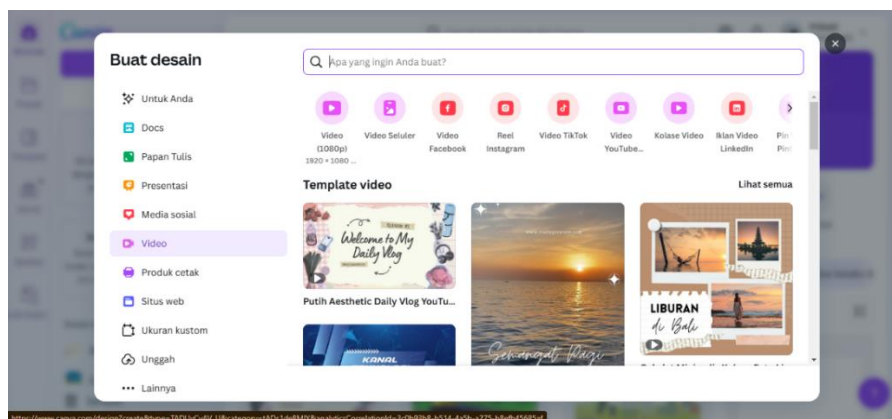 Buat desain
Apa yang ingin Anda buat?
Untuk Anda
Docs
Papan Tulis
Presentasi
Media sosial
Video
Produk cetak
Situs web
Ukuran kustom
Unggah
Lainnya
Video
(1080p)
1920 × 1080 ...
Video Seluler
Video
Facebook
Reel
Instagram
Video TikTok
Video
YouTube...
Kolase Video
Iklan Video
LinkedIn
Template video
Lihat semua
Welcome to My
Daily Vlog
Putih Aesthetic Daily Vlog YouTu...
KANAL
Semangat Pagi
LIBURAN
di Bali